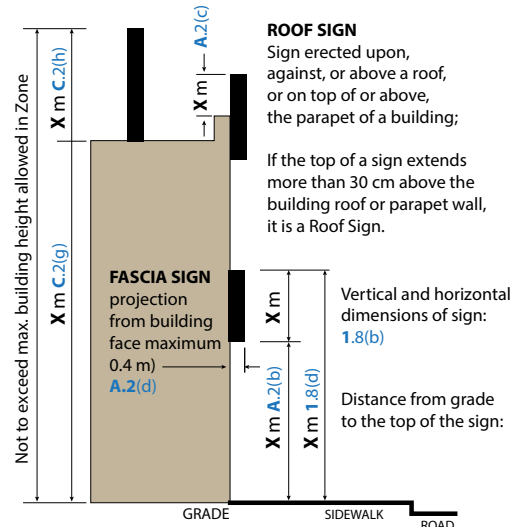 Not to exceed max. building height allowed in Zone
X m C.2(h)
X m C.2(g)
A.2(c)
X m
ROOF SIGN
Sign erected upon,
against, or above a roof,
or on top of or above,
the parapet of a building;
If the top of a sign extends
more than 30 cm above the
building roof or parapet wall,
it is a Roof Sign.
FASCIA SIGN
projection
from building
face maximum
0.4 m)
A.2(d)
X m
X m A.2(b)
X m 1.8(d)
Vertical and horizontal
dimensions of sign:
1.8(b)
Distance from grade
to the top of the sign:
GRADE
SIDEWALK
ROAD